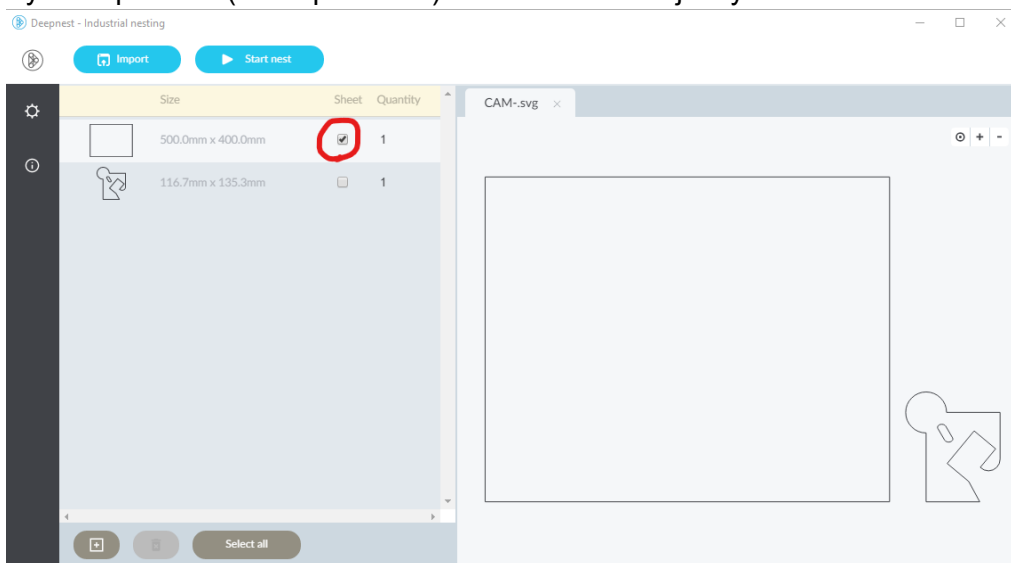 Deepnest - Industrial nesting
Import
Start nest
Size Sheet Quantity
500.0mm x 400.0mm 1
116.7mm x 135.3mm 1
Select all
CAM-.svg